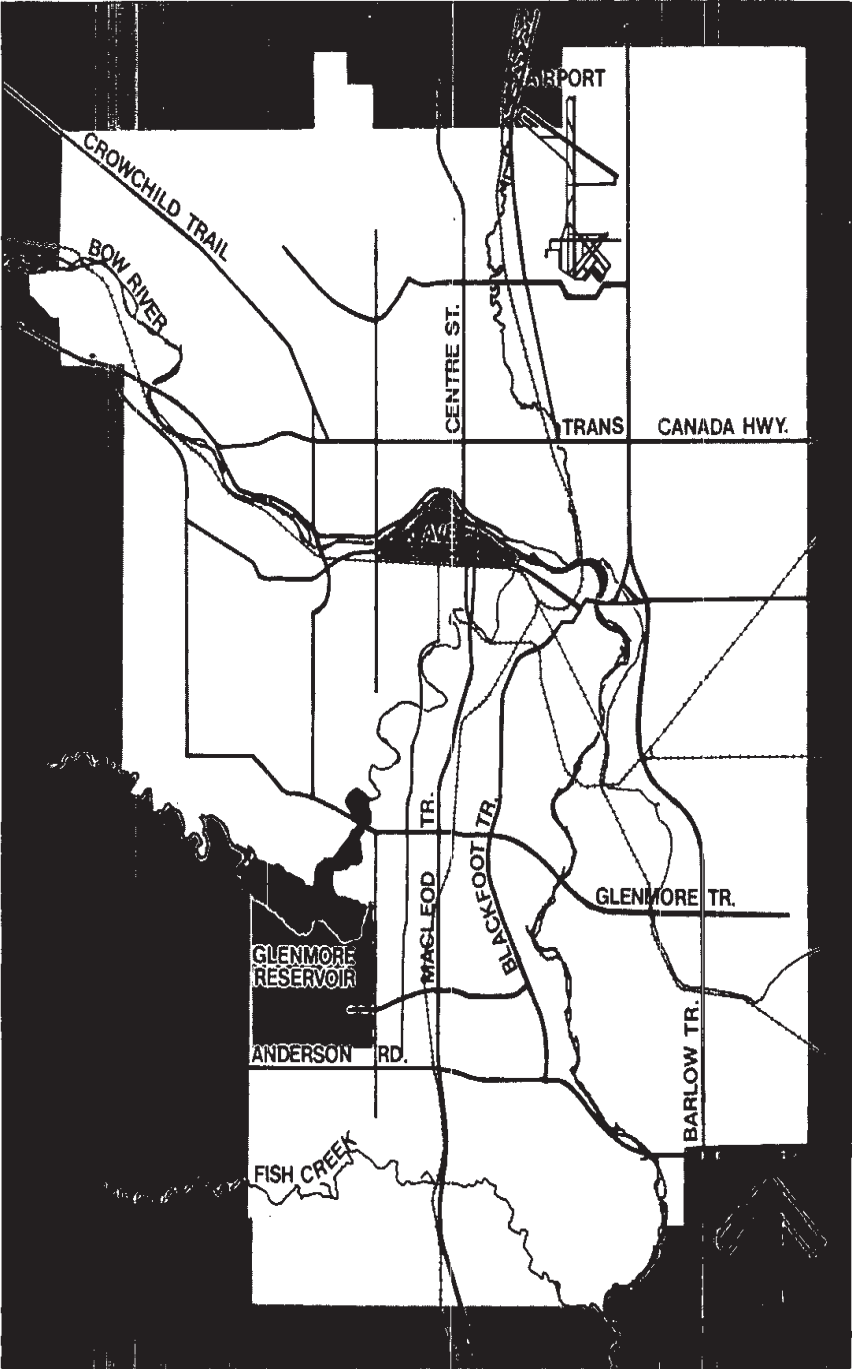 AIRPORT
CROWCHILD TRAIL
BOW RIVER
CENTRE ST.
TRANS CANADA HWY.
MACLEOD TR.
BLACKFOOT TR.
GLENMORE TR.
GLENMORE
RESERVOIR
BARLOW TR.
ANDERSON RD.
FISH CREEK